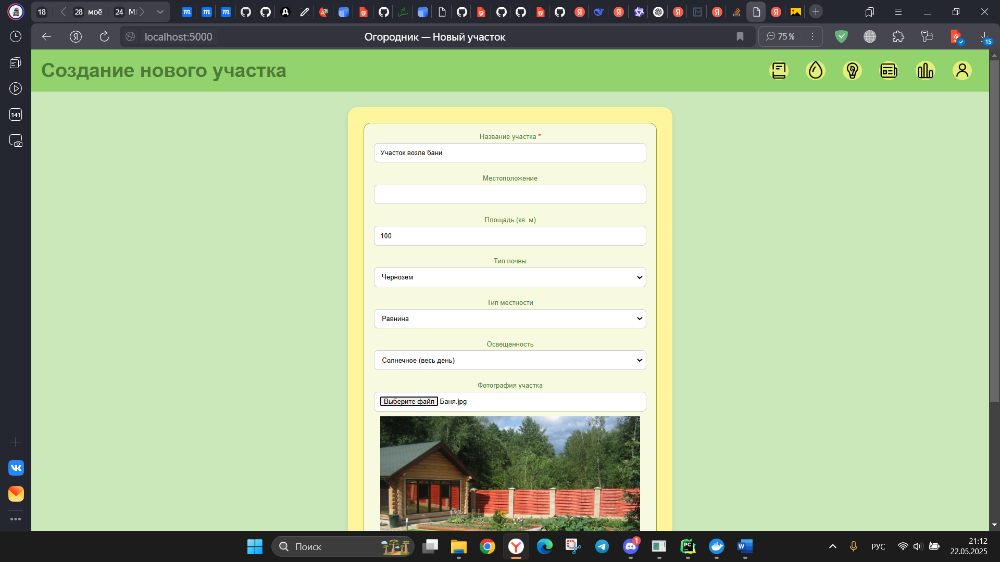 18
28 моё
24 МЛ
localhost:5000
Огородник — Новый участок
75 %
15
141
Создание нового участка
Название участка *
Участок возле бани
Местоположение
Площадь (кв. м)
100
Тип почвы
Чернозем
Тип местности
Равнина
Освещенность
Солнечное (весь день)
Фотография участка
Выберите файл Баня.jpg
Поиск
1
РУС
21:12
22.05.2025